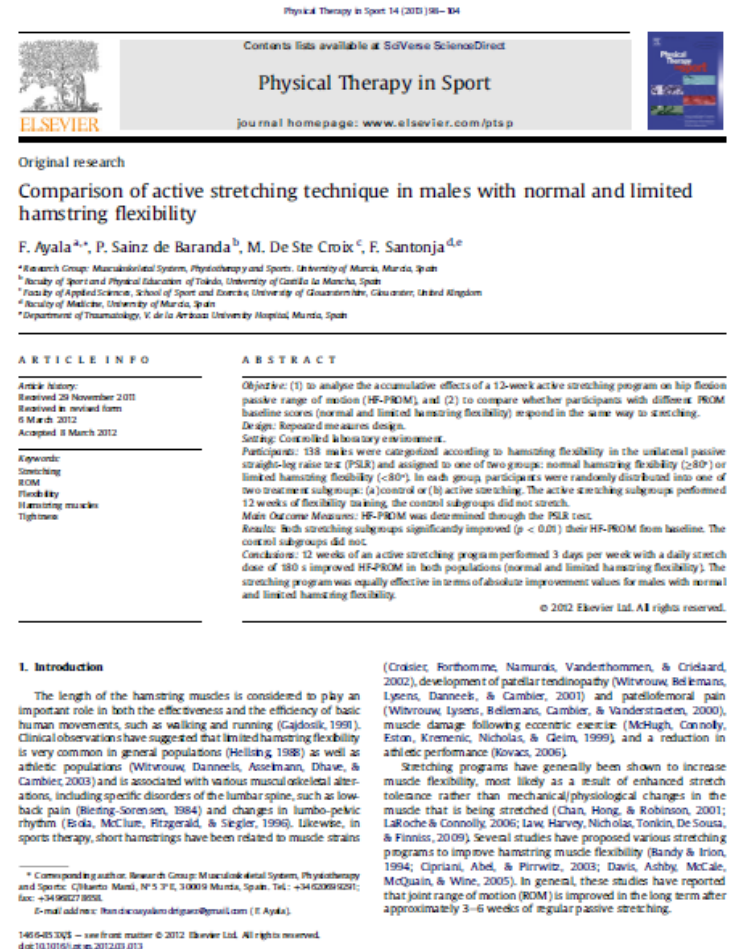 Physical Therapy in Sport 14 (2013) 98–104
Contents lists available at SciVerse ScienceDirect
Physical Therapy in Sport
journal homepage: www.elsevier.com/ptsp
ELSEVIER
Original research
Comparison of active stretching technique in males with normal and limited
hamstring flexibility
F. Ayala a,*, P. Sainz de Baranda b, M. De Ste Croix c, F. Santonja d,e
a Research Group: Musculoskeletal System, Physiotherapy and Sports. University of Murcia, Murcia, Spain
b Faculty of Sport and Physical Education of Toledo, University of Castilla La Mancha, Spain
c Faculty of Applied Sciences, School of Sport and Exercise, University of Gloucestershire, Gloucester, United Kingdom
d Faculty of Medicine, University of Murcia, Spain
e Department of Traumatology, V. de la Arrixaca University Hospital, Murcia, Spain
ARTICLE INFO
Article history:
Received 29 November 2011
Received in revised form
6 March 2012
Accepted 8 March 2012
Keywords:
Stretching
ROM
Flexibility
Hamstring muscles
Tightness
ABSTRACT
Objective: (1) to analyse the accumulative effects of a 12-week active stretching program on hip flexion
passive range of motion (HF-PROM), and (2) to compare whether participants with different PROM
baseline scores (normal and limited hamstring flexibility) respond in the same way to stretching.
Design: Repeated measures design.
Setting: Controlled laboratory environment.
Participants: 138 males were categorized according to hamstring flexibility in the unilateral passive
straight-leg raise test (PSLR) and assigned to one of two groups: normal hamstring flexibility (≥80°) or
limited hamstring flexibility (<80°). In each group, participants were randomly distributed into one of
two treatment subgroups: (a) control or (b) active stretching. The active stretching subgroups performed
12 weeks of flexibility training, the control subgroups did not stretch.
Main Outcome Measures: HF-PROM was determined through the PSLR test.
Results: Both stretching subgroups significantly improved (p < 0.01) their HF-PROM from baseline. The
control subgroups did not.
Conclusions: 12 weeks of an active stretching program performed 3 days per week with a daily stretch
dose of 180 s improved HF-PROM in both populations (normal and limited hamstring flexibility). The
stretching program was equally effective in terms of absolute improvement values for males with normal
and limited hamstring flexibility.
© 2012 Elsevier Ltd. All rights reserved.
1. Introduction
The length of the hamstring muscles is considered to play an
important role in both the effectiveness and the efficiency of basic
human movements, such as walking and running (Gajdosik, 1991).
Clinical observations have suggested that limited hamstring flexibility
is very common in general populations (Hellsing, 1988) as well as
athletic populations (Witvrouw, Danneels, Asselmann, Dhave, &
Cambier, 2003) and is associated with various musculoskeletal alter-
ations, including specific disorders of the lumbar spine, such as low-
back pain (Biering-Sorensen, 1984) and changes in lumbo-pelvic
rhythm (Esola, McClure, Fitzgerald, & Siegler, 1996). Likewise, in
sports therapy, short hamstrings have been related to muscle strains
* Corresponding author. Research Group: Musculoskeletal System, Physiotherapy
and Sports: C/Huerto Manú, Nº5 3ºE, 30009 Murcia, Spain. Tel.: +34620699291;
fax: +34968278658.
E-mail address: Franciscoayalarodriguez@gmail.com (F. Ayala).
1466-853X/$ – see front matter © 2012 Elsevier Ltd. All rights reserved.
doi:10.1016/j.ptsp.2012.03.013
(Croisier, Forthomme, Namurois, Vanderthommen, & Crielaard,
2002), development of patellar tendinopathy (Witvrouw, Bellemans,
Lysens, Danneels, & Cambier, 2001) and patellofemoral pain
(Witvrouw, Lysens, Bellemans, Cambier, & Vanderstraeten, 2000),
muscle damage following eccentric exercise (McHugh, Connolly,
Eston, Kremenic, Nicholas, & Gleim, 1999), and a reduction in
athletic performance (Kovacs, 2006).
Stretching programs have generally been shown to increase
muscle flexibility, most likely as a result of enhanced stretch
tolerance rather than mechanical/physiological changes in the
muscle that is being stretched (Chan, Hong, & Robinson, 2001;
LaRoche & Connolly, 2006; Law, Harvey, Nicholas, Tonkin, De Sousa,
& Finniss, 2009). Several studies have proposed various stretching
programs to improve hamstring muscle flexibility (Bandy & Irion,
1994; Cipriani, Abel, & Pirrwitz, 2003; Davis, Ashby, McCale,
McQuain, & Wine, 2005). In general, these studies have reported
that joint range of motion (ROM) is improved in the long term after
approximately 3–6 weeks of regular passive stretching.